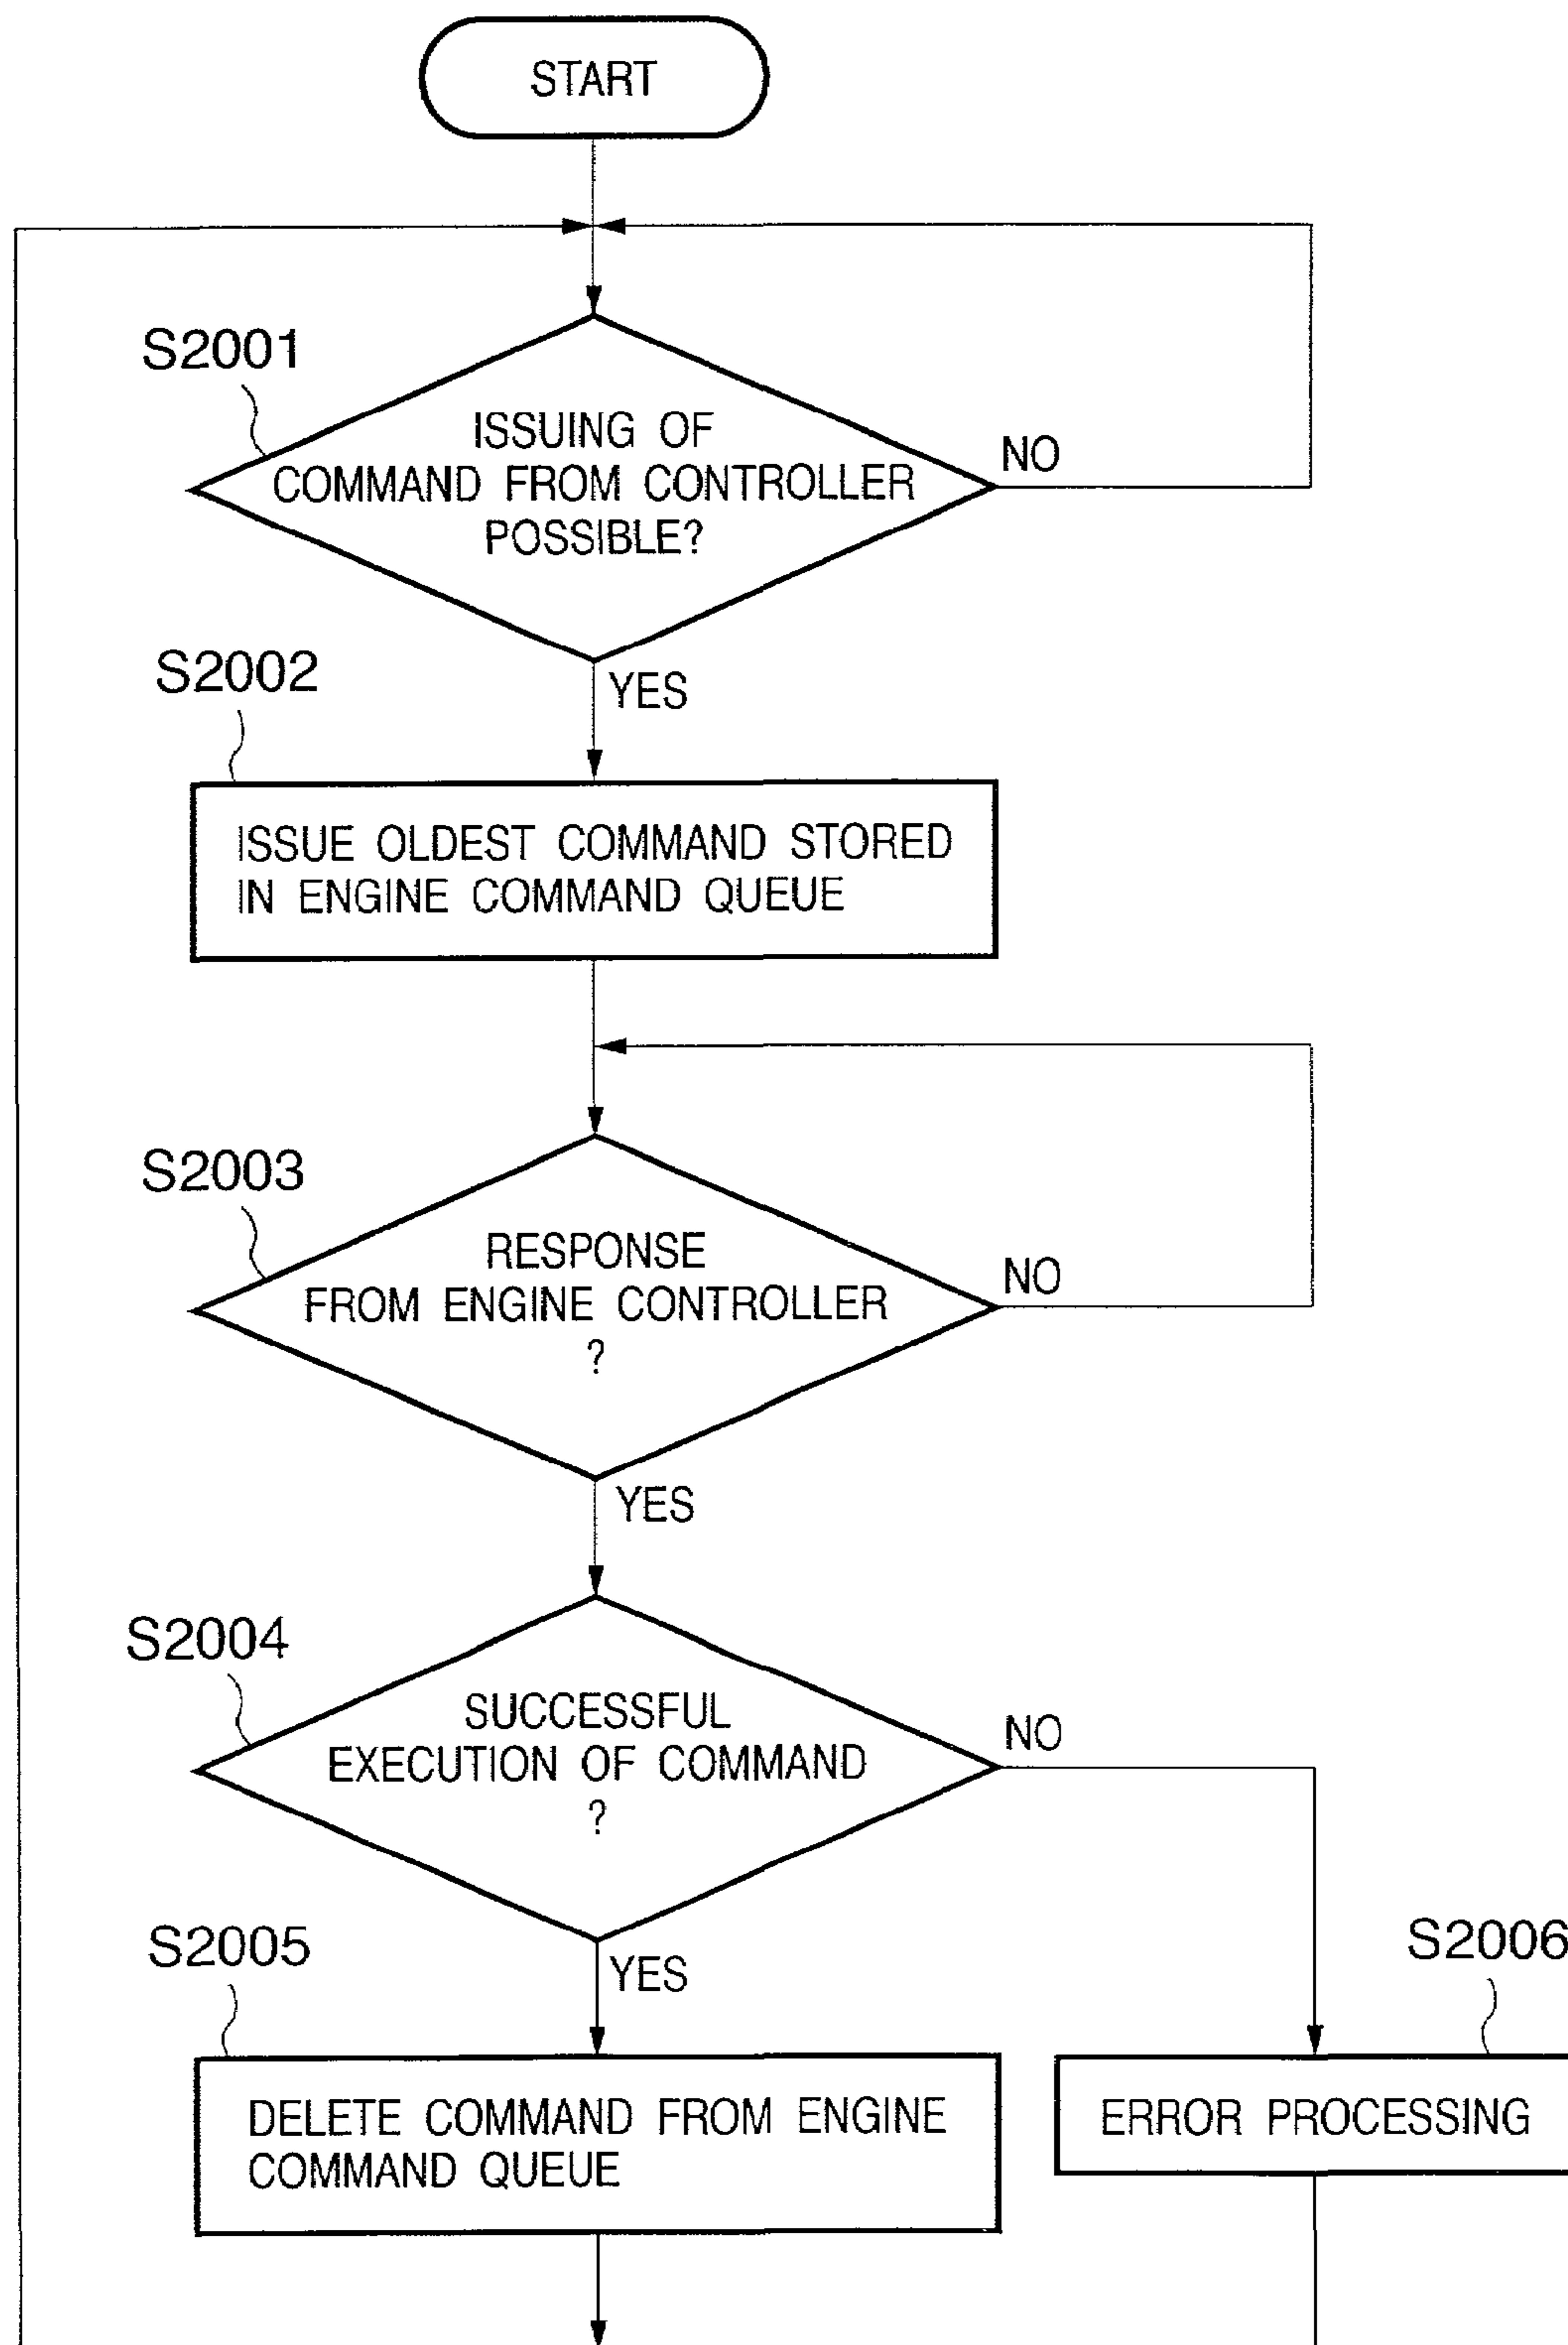 START
S2001
ISSUING OF
COMMAND FROM CONTROLLER
POSSIBLE?
NO
YES
S2002
ISSUE OLDEST COMMAND STORED
IN ENGINE COMMAND QUEUE
S2003
RESPONSE
FROM ENGINE CONTROLLER
?
NO
YES
S2004
SUCCESSFUL
EXECUTION OF COMMAND
?
NO
YES
S2005
DELETE COMMAND FROM ENGINE
COMMAND QUEUE
S2006
ERROR PROCESSING